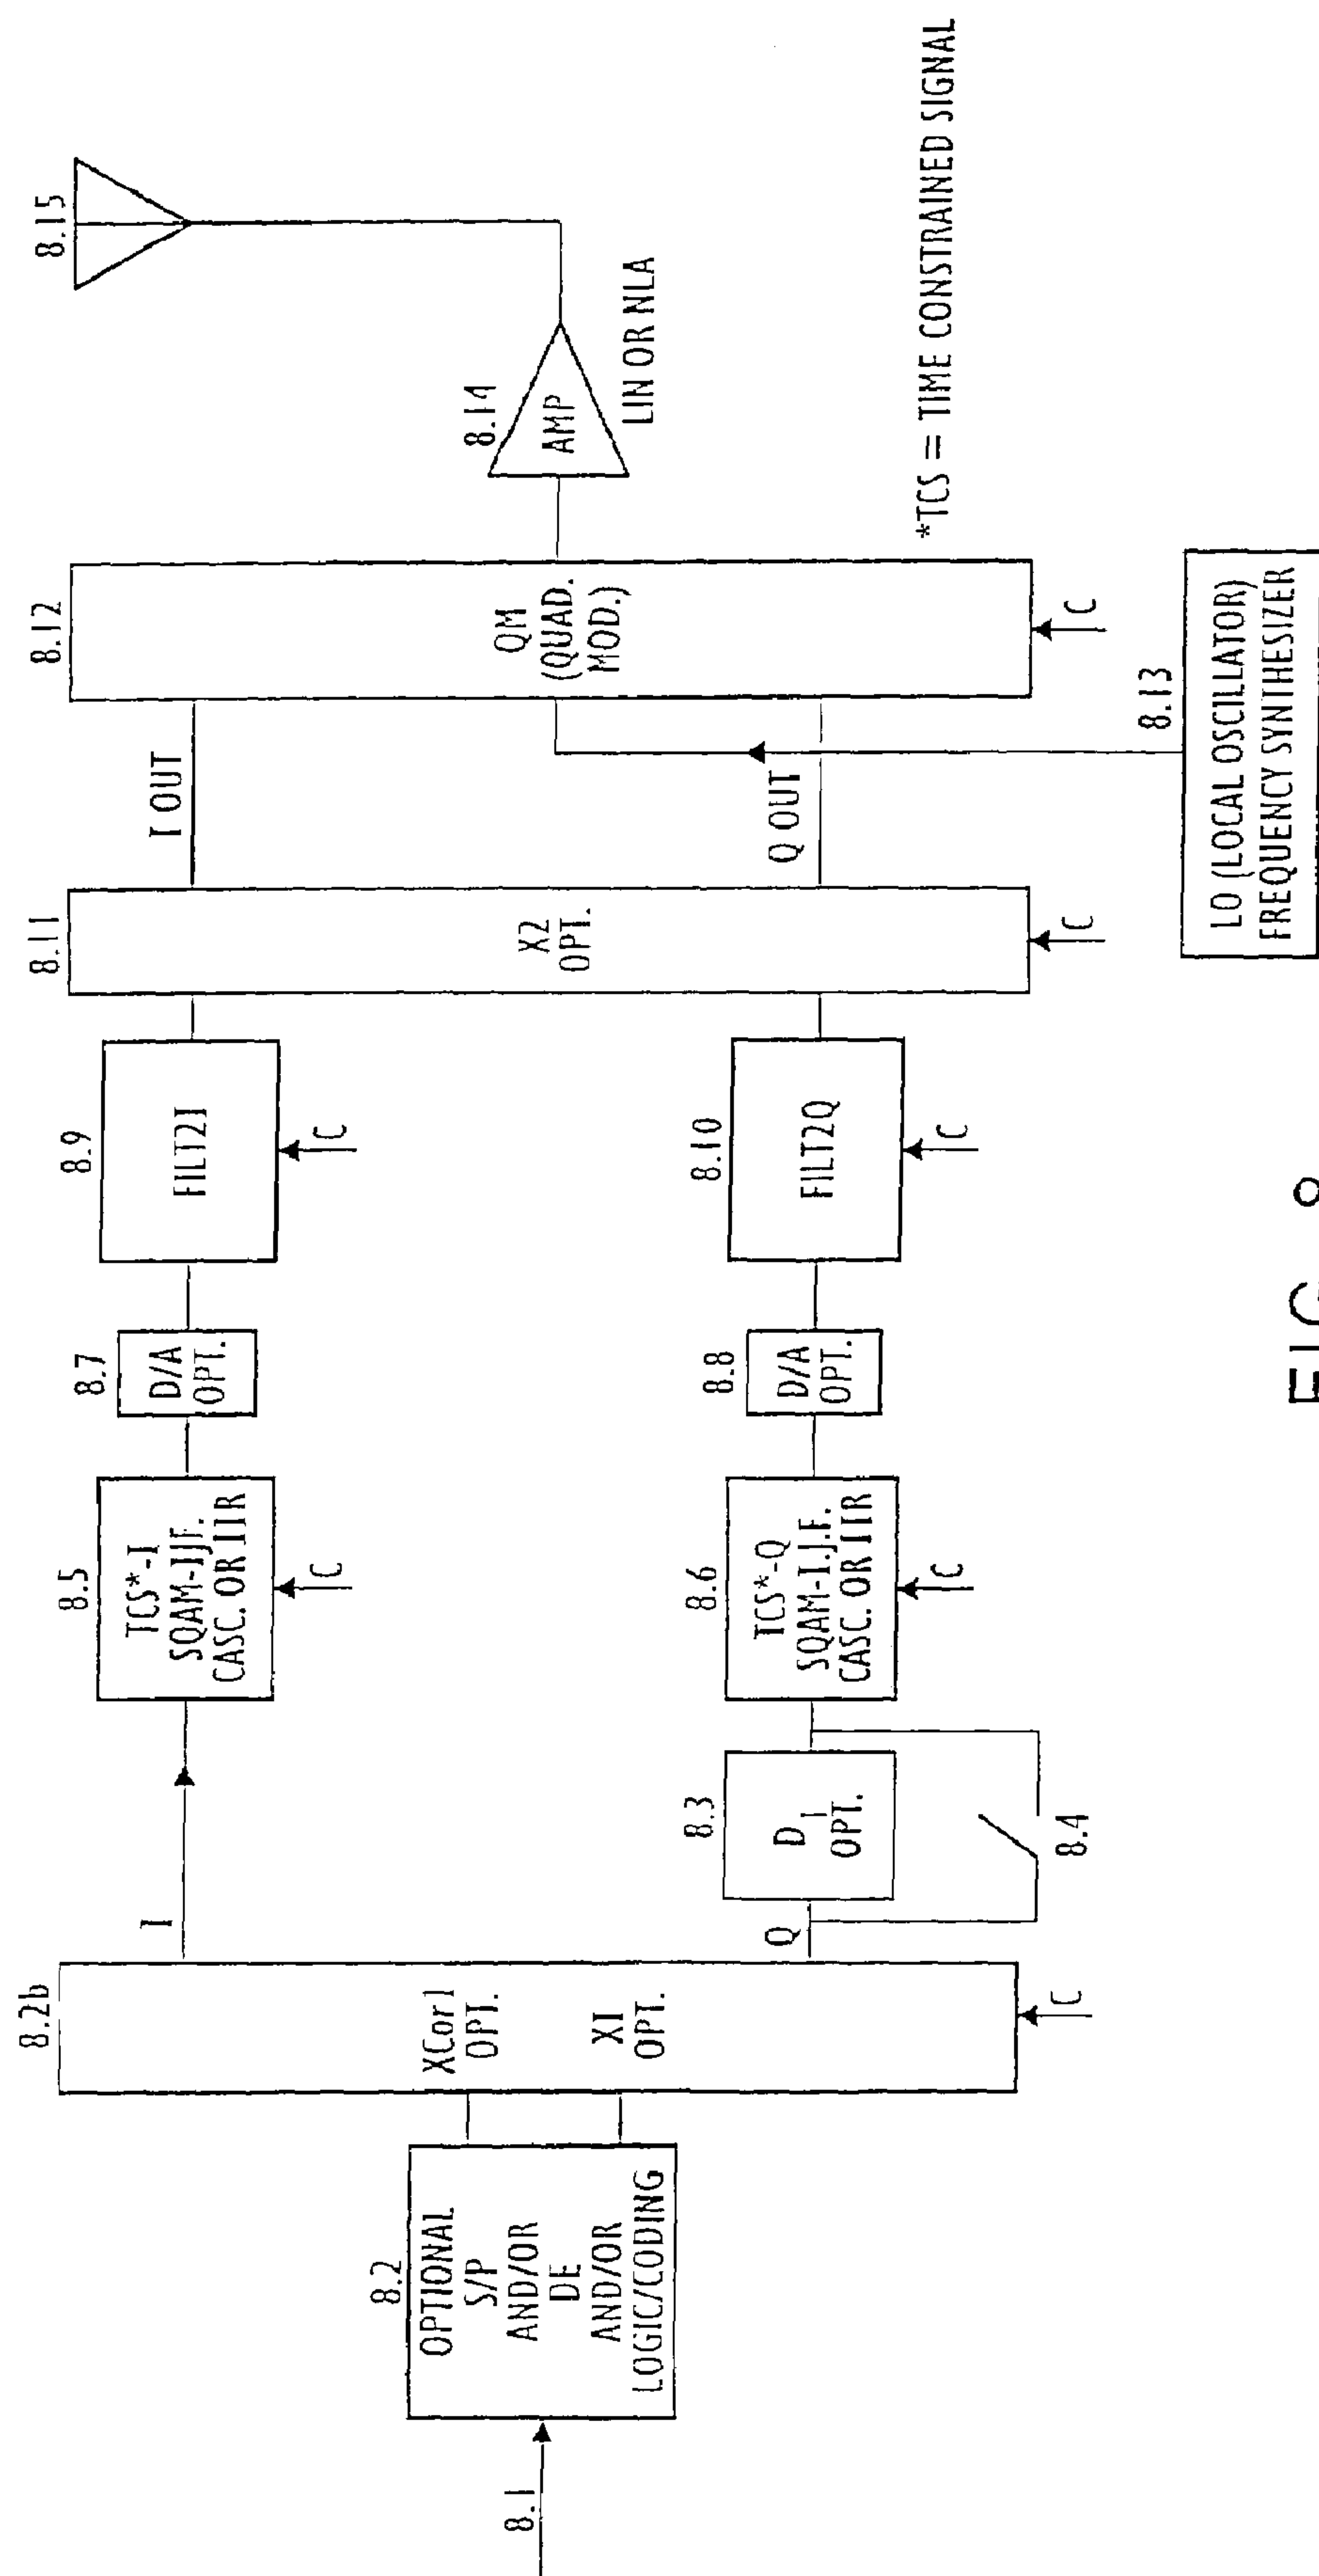 8.1
8.2
OPTIONAL
S/P
AND/OR
DE
AND/OR
LOGIC/CODING
8.2b
XCor1
OPT.
X1
OPT.
C
I
Q
8.3
D1
OPT.
8.4
8.5
TCS*-I
SQAM-IJF.
CASC. OR IIR
C
8.6
TCS*-Q
SQAM-I.J.F.
CASC. OR IIR
C
8.7
D/A
OPT.
8.8
D/A
OPT.
8.9
FILT2I
C
8.10
FILT2Q
C
8.11
X2
OPT.
C
I OUT
Q OUT
8.12
QM
(QUAD.
MOD.)
C
8.13
LO (LOCAL OSCILLATOR)
FREQUENCY SYNTHESIZER
8.14
AMP
LIN OR NLA
8.15
*TCS = TIME CONSTRAINED SIGNAL